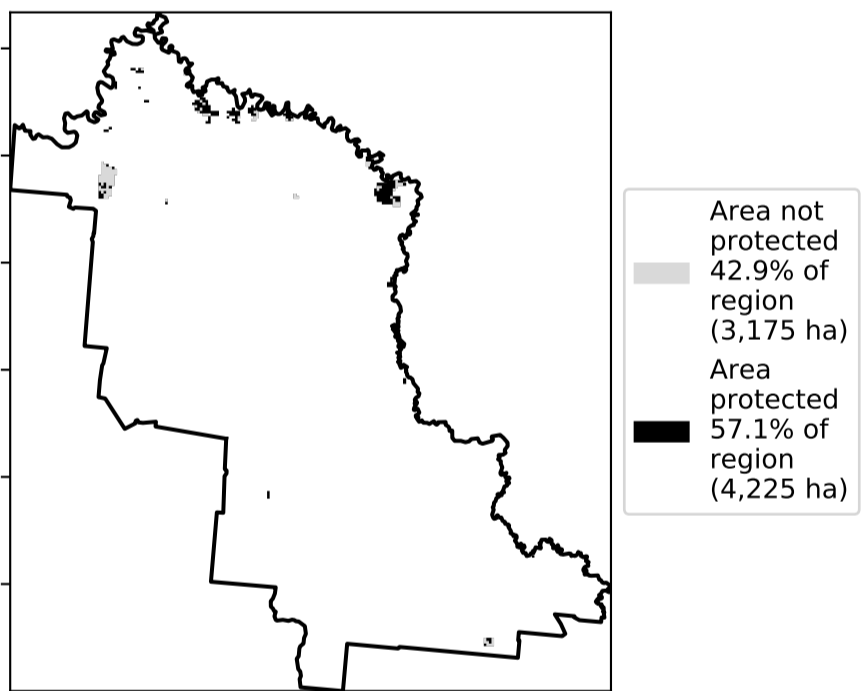 Area not
protected
42.9% of
region
(3,175 ha)
Area
protected
57.1% of
region
(4,225 ha)